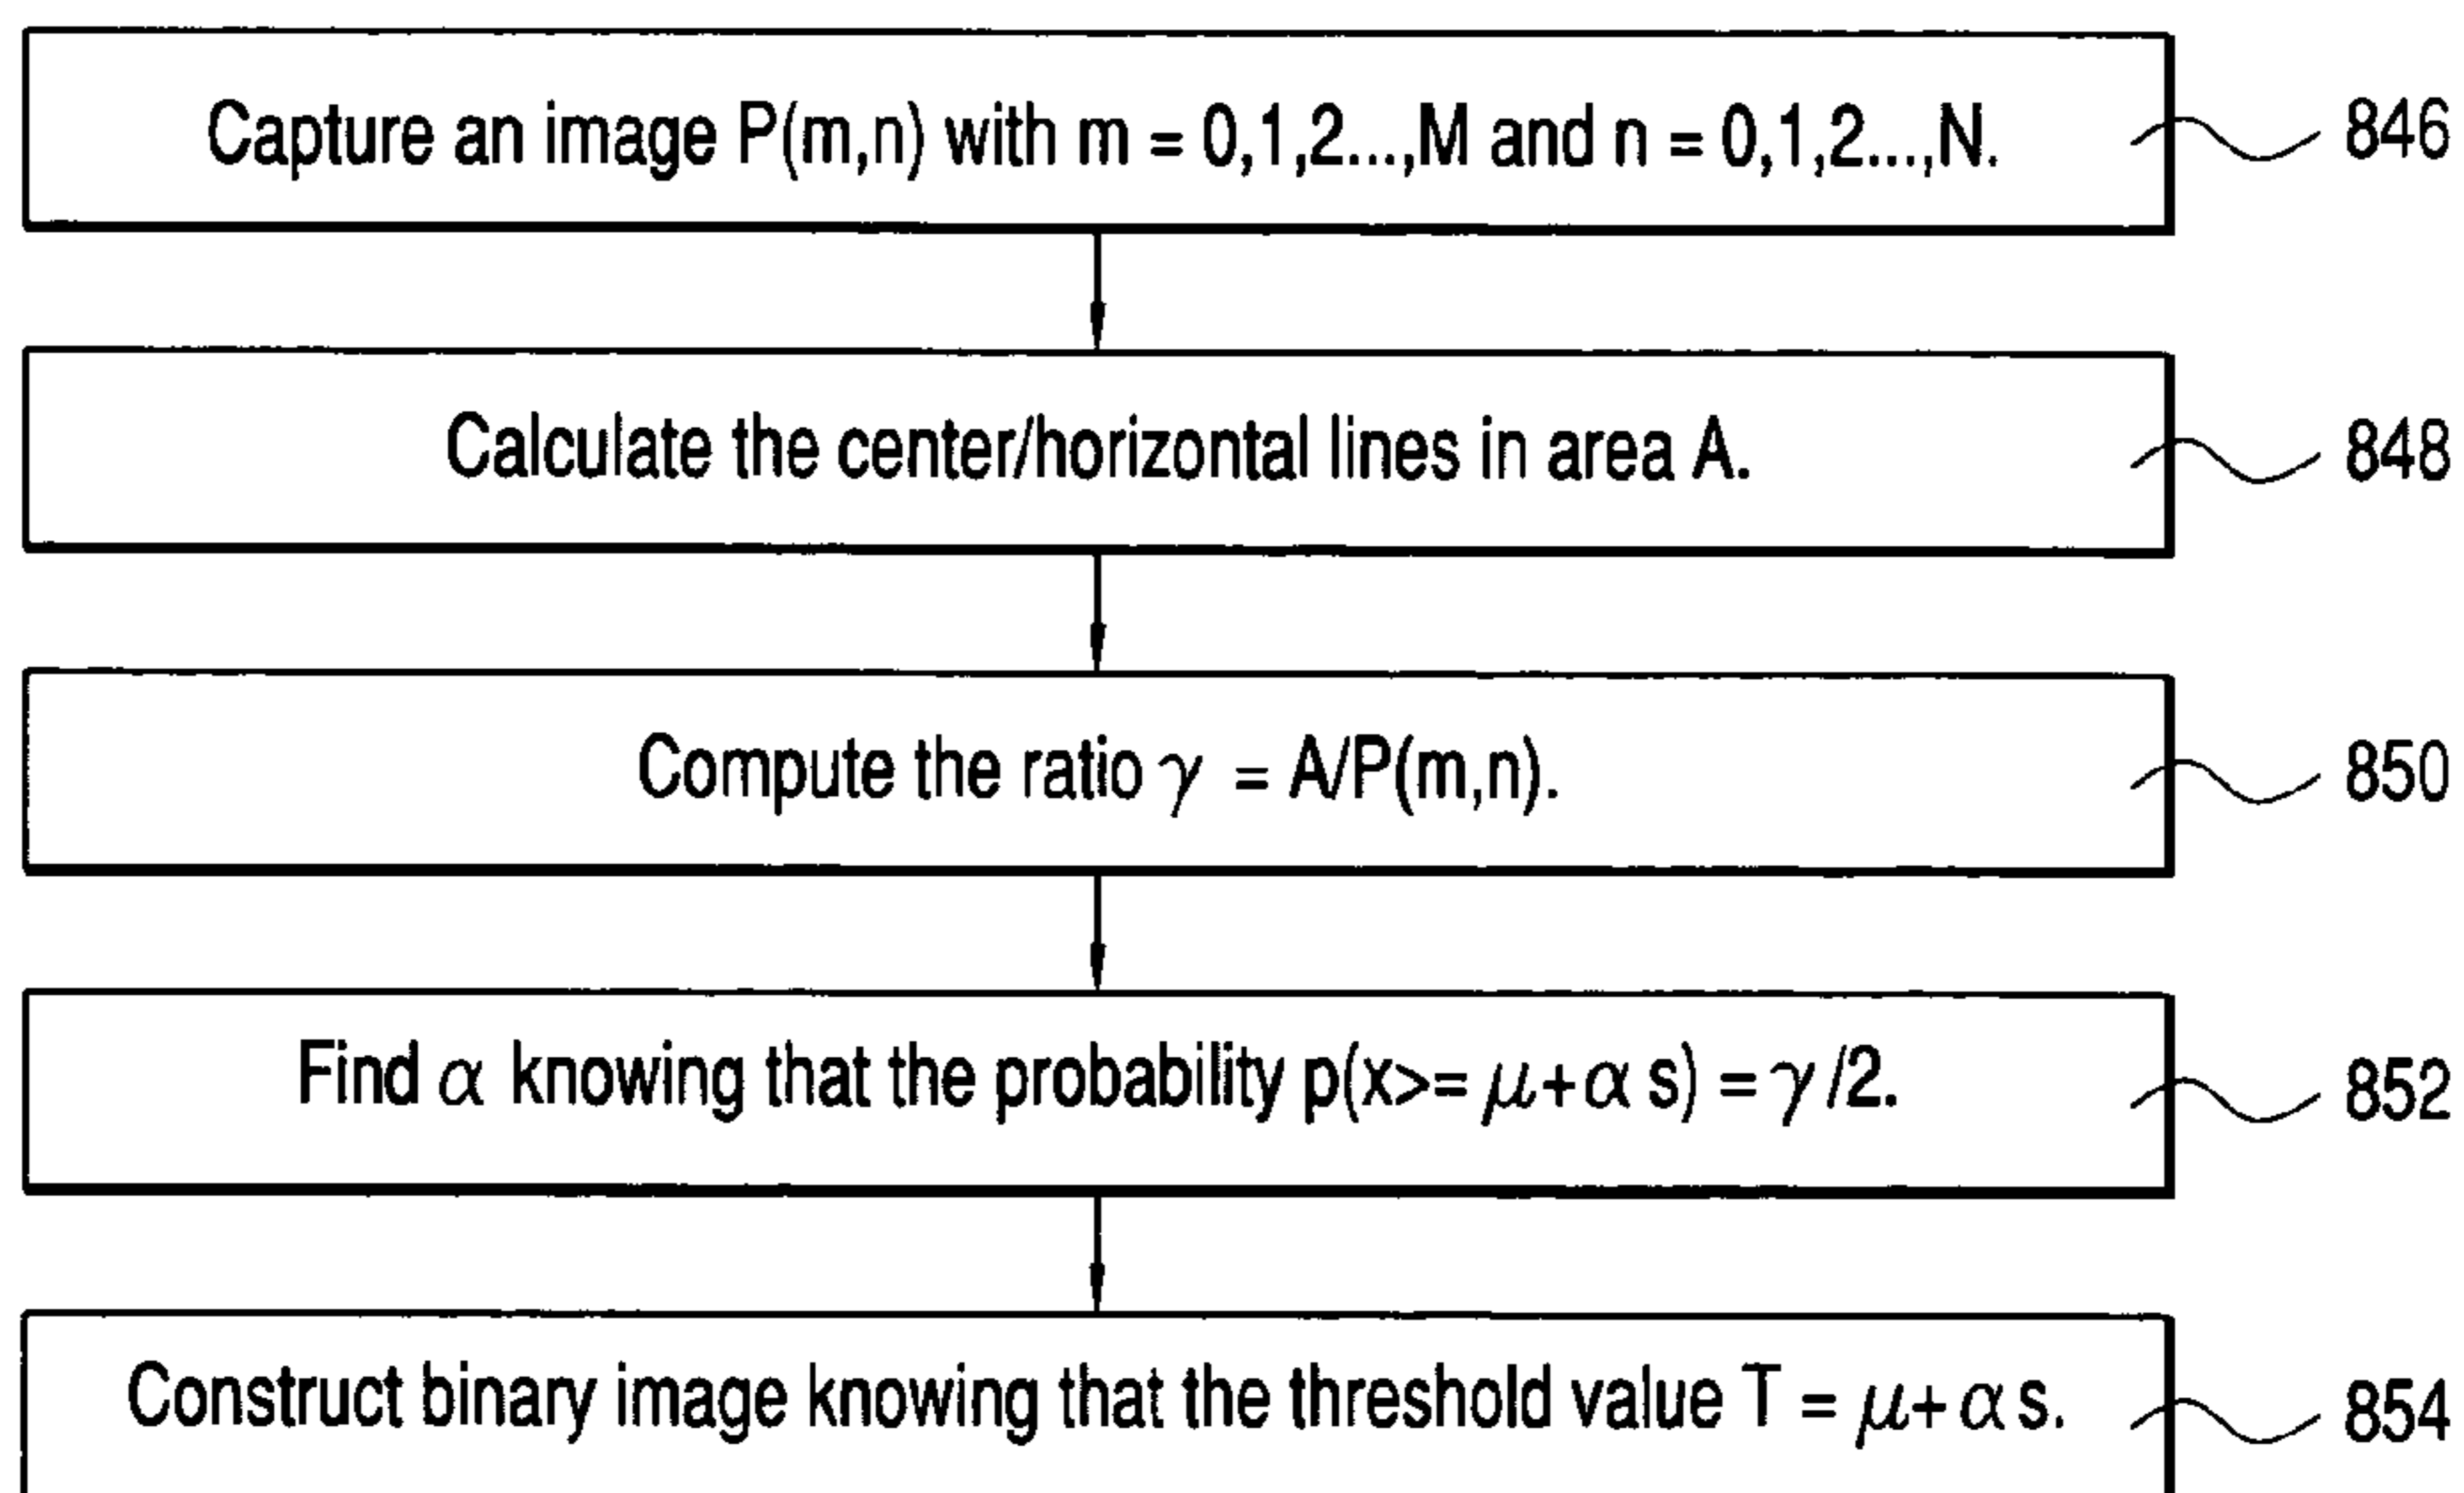 Capture an image P(m,n) with m = 0,1,2...,M and n = 0,1,2...,N. 846
Calculate the center/horizontal lines in area A. 848
Compute the ratio γ = A/P(m,n). 850
Find α knowing that the probability p(x>= μ+α s) = γ/2. 852
Construct binary image knowing that the threshold value T = μ+ α s. 854